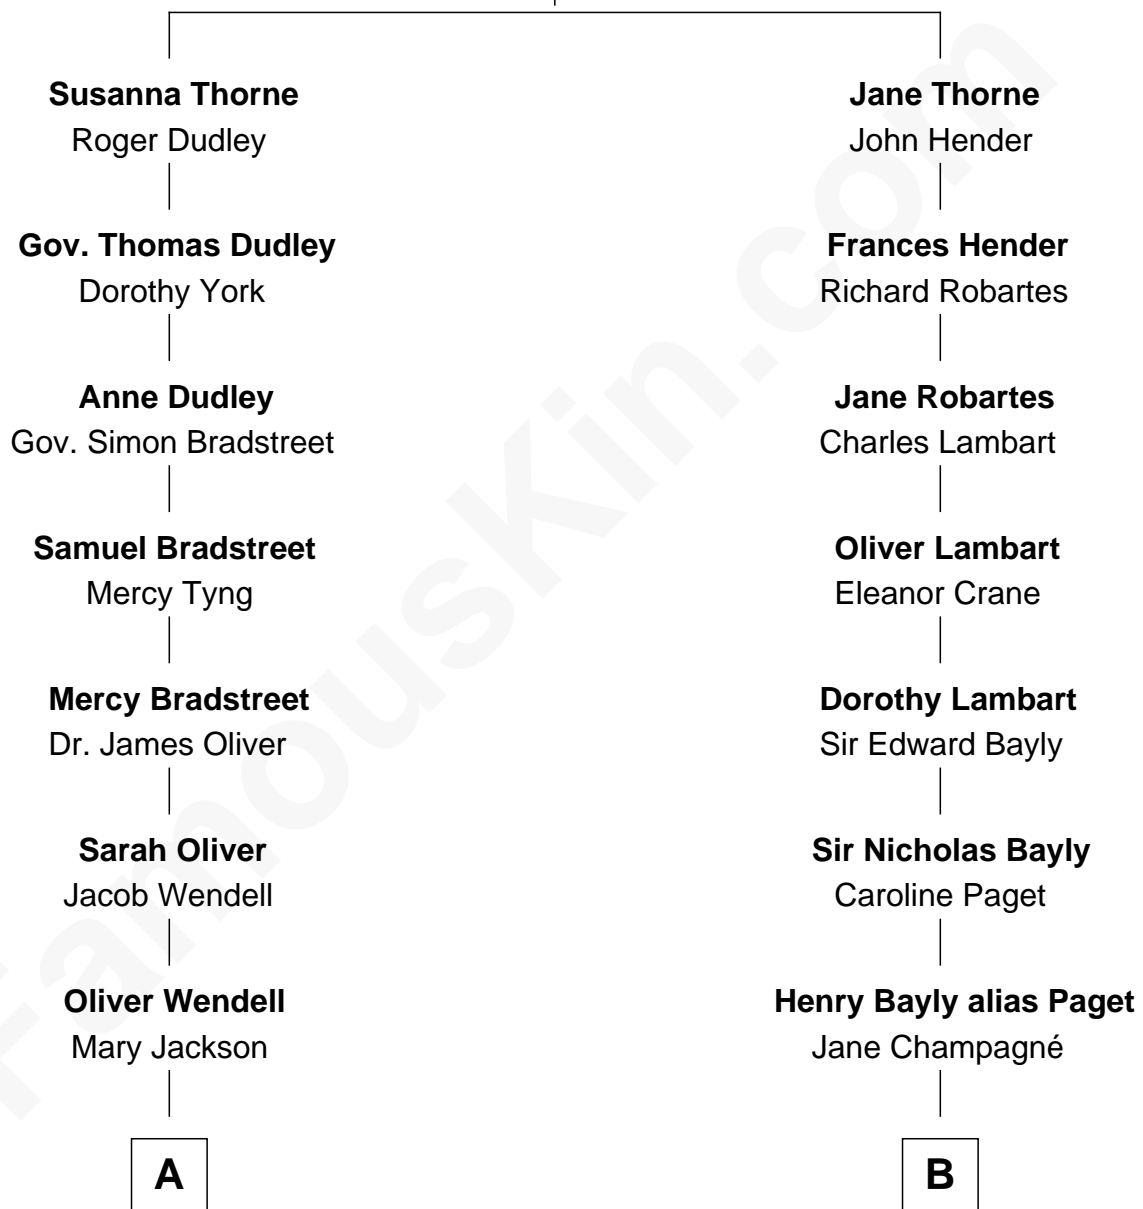 Susanna Thorne
Roger Dudley
Jane Thorne
John Hender
Gov. Thomas Dudley
Dorothy York
Frances Hender
Richard Robartes
Anne Dudley
Gov. Simon Bradstreet
Jane Robartes
Charles Lambart
Samuel Bradstreet
Mercy Tyng
Oliver Lambart
Eleanor Crane
Mercy Bradstreet
Dr. James Oliver
Dorothy Lambart
Sir Edward Bayly
Sarah Oliver
Jacob Wendell
Sir Nicholas Bayly
Caroline Paget
Oliver Wendell
Mary Jackson
Henry Bayly alias Paget
Jane Champagné
A
B
FamousKin.com